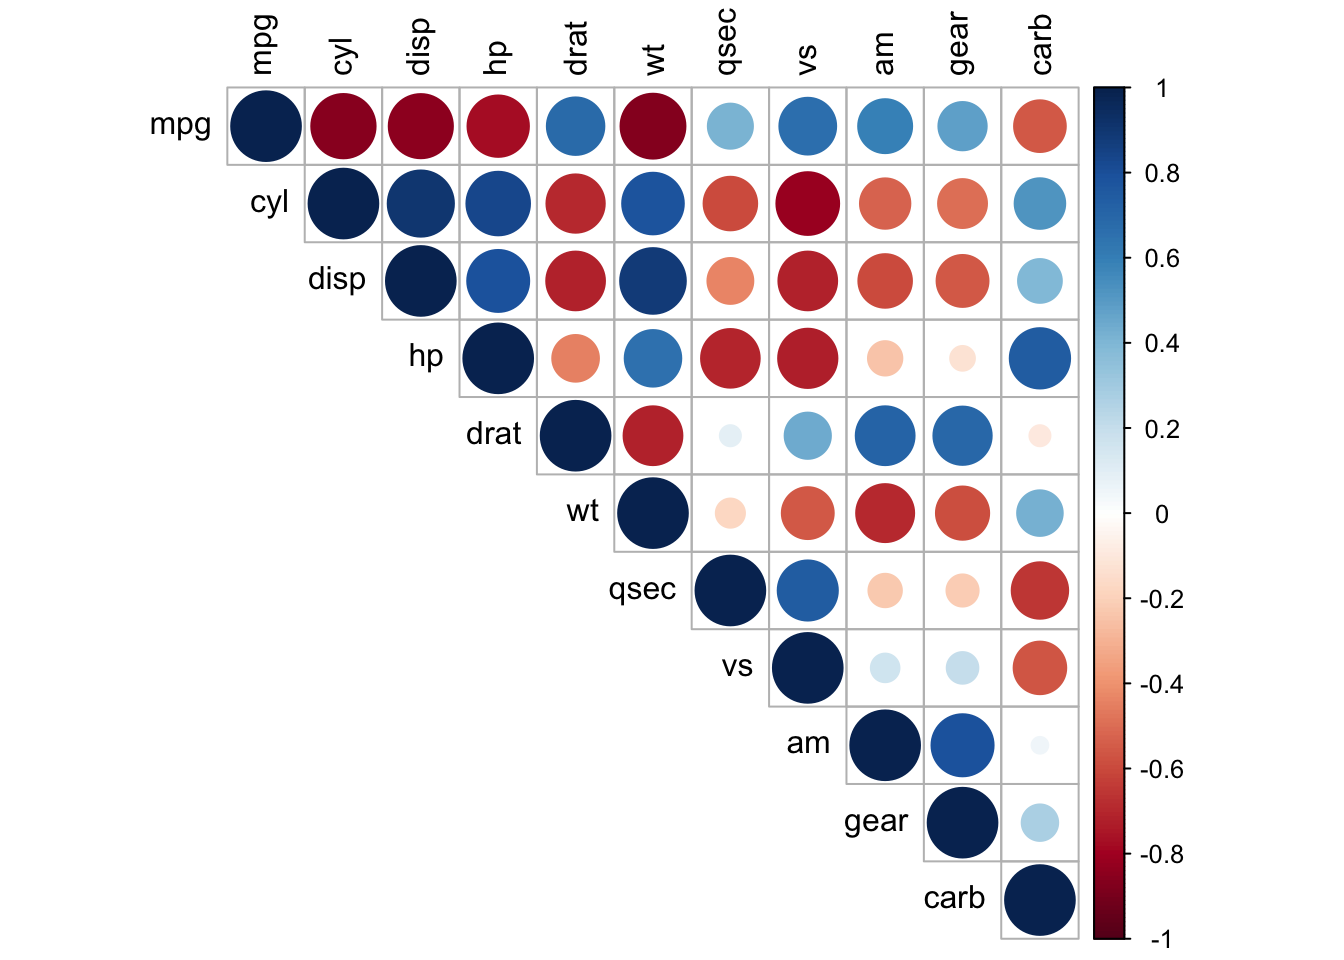 mpg cyl disp hp drat wt qsec vs am gear carb
mpg
cyl
disp
hp
drat
wt
qsec
vs
am
gear
carb
1
0.8
0.6
0.4
0.2
0
-0.2
-0.4
-0.6
-0.8
-1